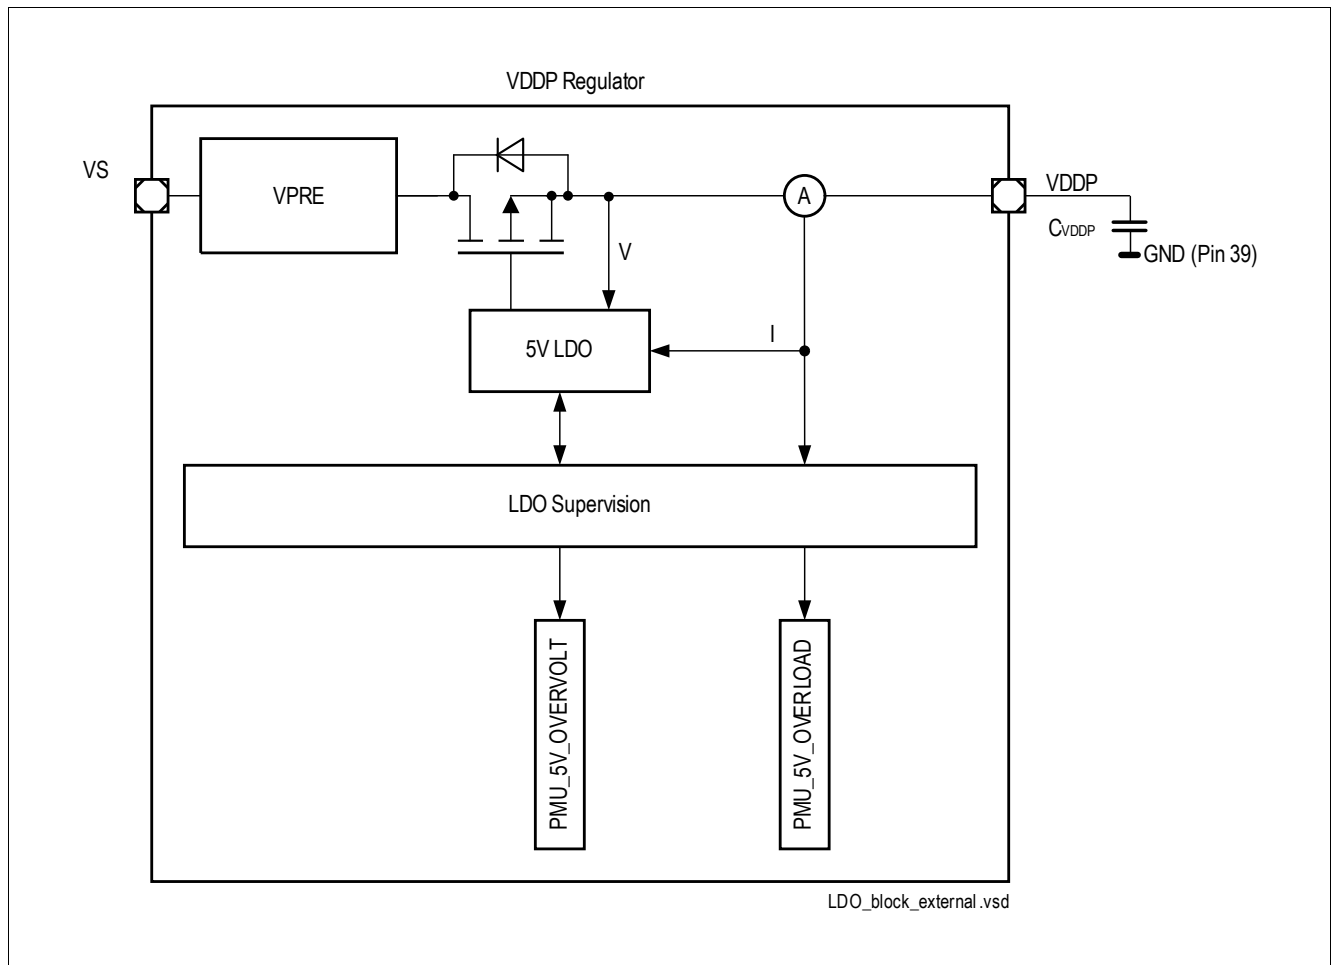 VDDP Regulator
VS
VPRE
A
VDDP
CVDDP
GND (Pin 39)
V
5V LDO
I
LDO Supervision
PMU_5V_OVERVOLT
PMU_5V_OVERLOAD
LDO_block_external.vsd